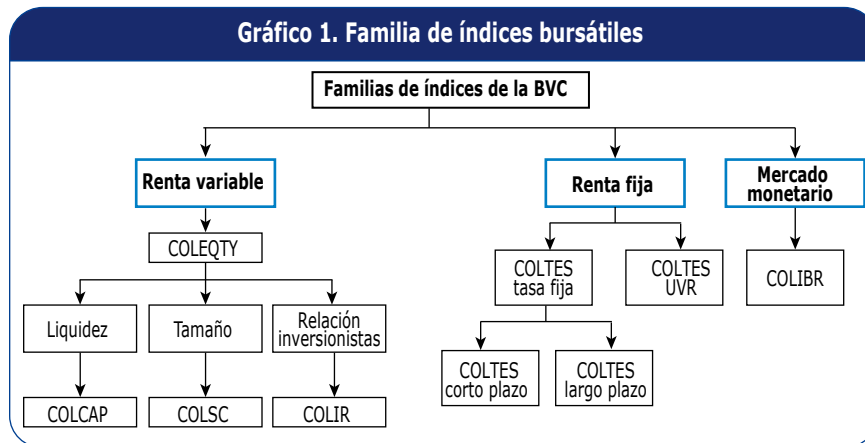 Gráfico 1. Familia de índices bursátiles
Familias de índices de la BVC
Renta variable
Renta fija
Mercado
monetario
COLEQTY
COLTES
tasa fija
COLTES
UVR
COLIBR
Liquidez
Tamaño
Relación
inversionistas
COLTES
corto plazo
COLTES
largo plazo
COLCAP
COLSC
COLIR